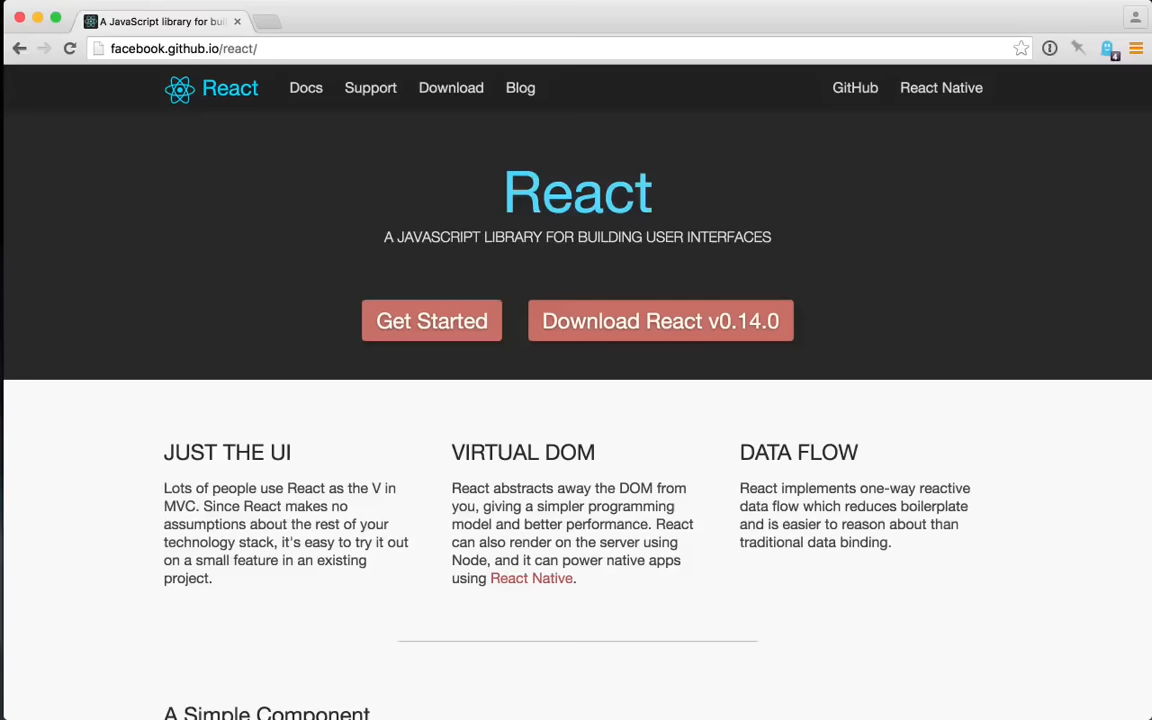 A JavaScript library for bui
facebook.github.io/react/
4
React Docs Support Download Blog GitHub React Native
React
A JAVASCRIPT LIBRARY FOR BUILDING USER INTERFACES
Get Started Download React v0.14.0
JUST THE UI
Lots of people use React as the V in
MVC. Since React makes no
assumptions about the rest of your
technology stack, it's easy to try it out
on a small feature in an existing
project.
VIRTUAL DOM
React abstracts away the DOM from
you, giving a simpler programming
model and better performance. React
can also render on the server using
Node, and it can power native apps
using React Native.
DATA FLOW
React implements one-way reactive
data flow which reduces boilerplate
and is easier to reason about than
traditional data binding.
A Simple Component